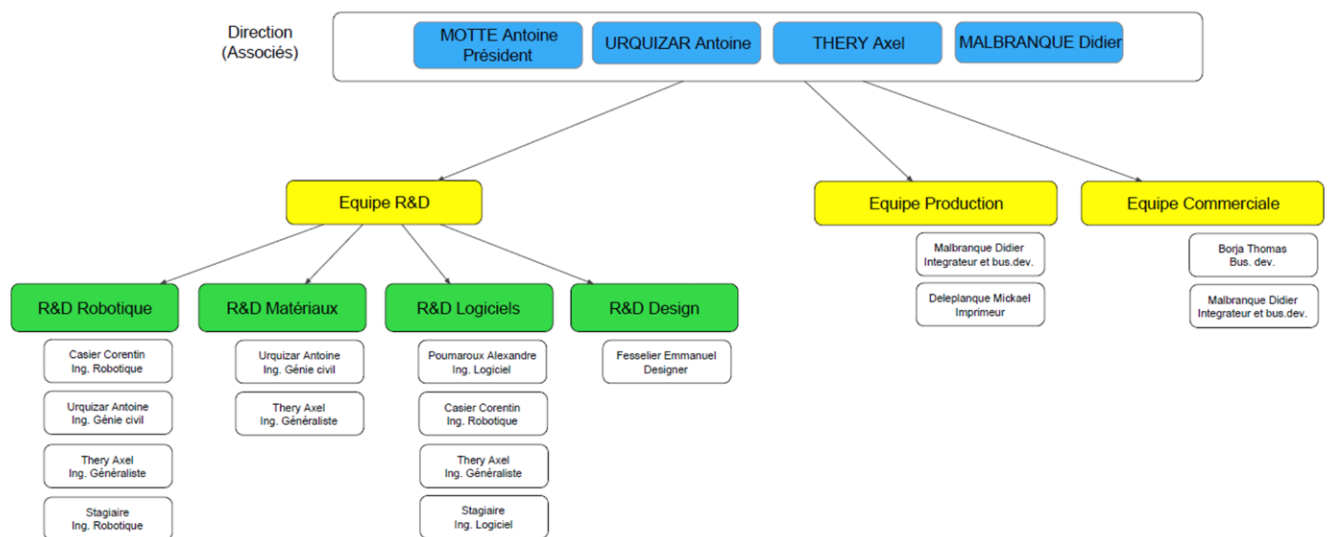 Direction
(Associés)
MOTTE Antoine
Président
URQUIZAR Antoine
THERY Axel
MALBRANQUE Didier
Equipe R&D
Equipe Production
Equipe Commerciale
Malbranque Didier
Integrateur et bus.dev.
Deleplanque Mickael
Imprimeur
Borja Thomas
Bus. dev.
Malbranque Didier
Integrateur et bus.dev.
R&D Robotique
R&D Matériaux
R&D Logiciels
R&D Design
Casier Corentin
Ing. Robotique
Urquizar Antoine
Ing. Génie civil
Thery Axel
Ing. Généraliste
Stagiaire
Ing. Robotique
Urquizar Antoine
Ing. Génie civil
Thery Axel
Ing. Généraliste
Poumaroux Alexandre
Ing. Logiciel
Casier Corentin
Ing. Robotique
Thery Axel
Ing. Généraliste
Stagiaire
Ing. Logiciel
Fesselier Emmanuel
Designer